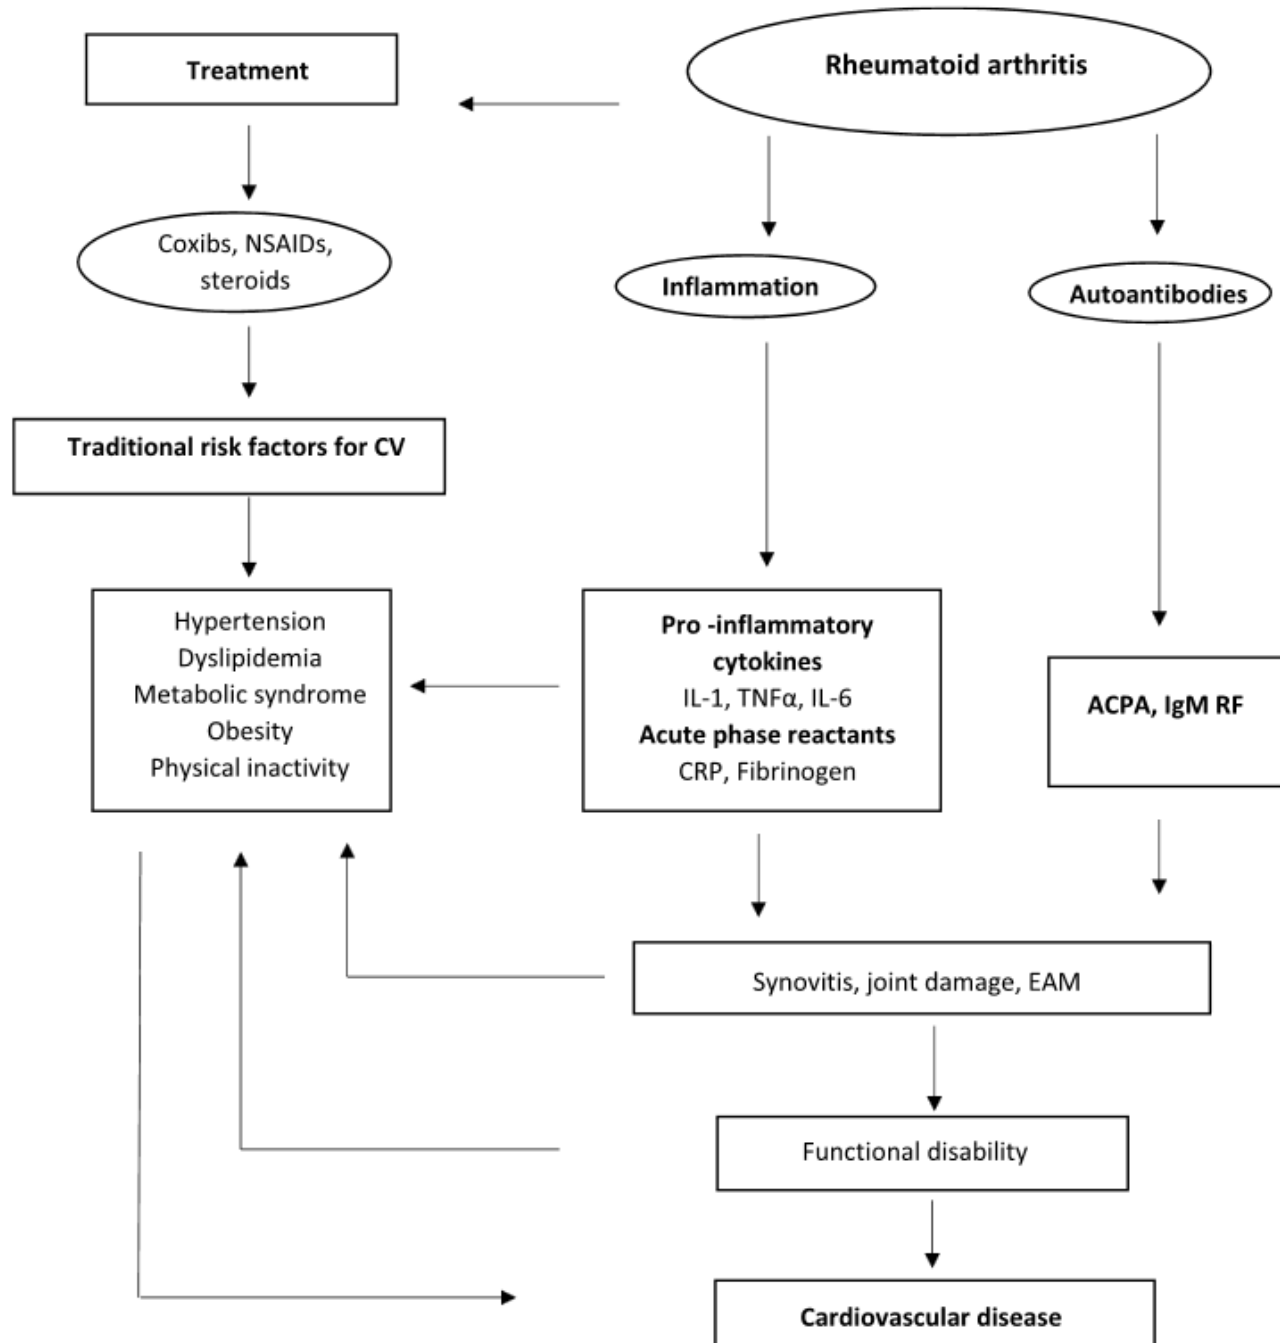 Treatment
Rheumatoid arthritis
Coxibs, NSAIDs,
steroids
Inflammation
Autoantibodies
Traditional risk factors for CV
Hypertension
Dyslipidemia
Metabolic syndrome
Obesity
Physical inactivity
Pro -inflammatory
cytokines
IL-1, TNFα, IL-6
Acute phase reactants
CRP, Fibrinogen
ACPA, IgM RF
Synovitis, joint damage, EAM
Functional disability
Cardiovascular disease